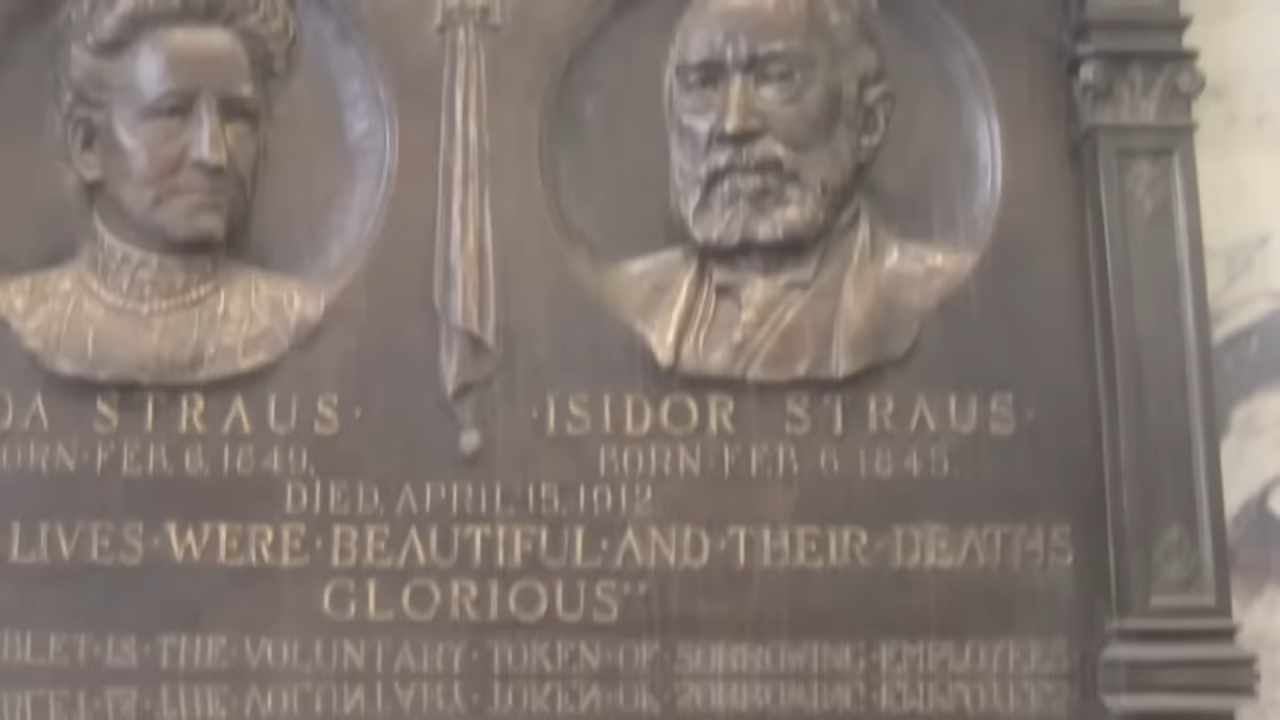 DA STRAUS·
ORN·FEB. 6, 1849,
·ISIDOR STRAUS·
BORN·FEB 6 1845
DIED, APRIL·15,·1912
LIVES·WERE·BEAUTIFUL·AND·THEIR·DEATHS
GLORIOUS"
BLET·IS·THE·VOLUNTARY·TOKEN·OF·SORROWING·EMPLOYEES